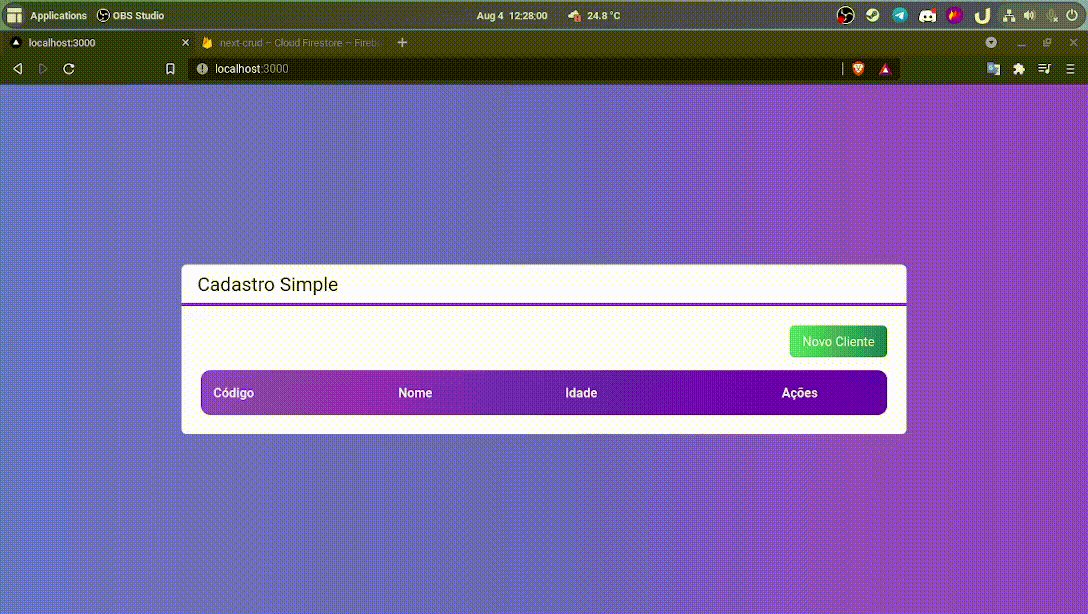 Applications OBS Studio Aug 4 12:28:00 24.8 °C
localhost:3000 next-crud – Cloud Firestore – Fireb
localhost:3000
Cadastro Simple
Novo Cliente
Código Nome Idade Ações